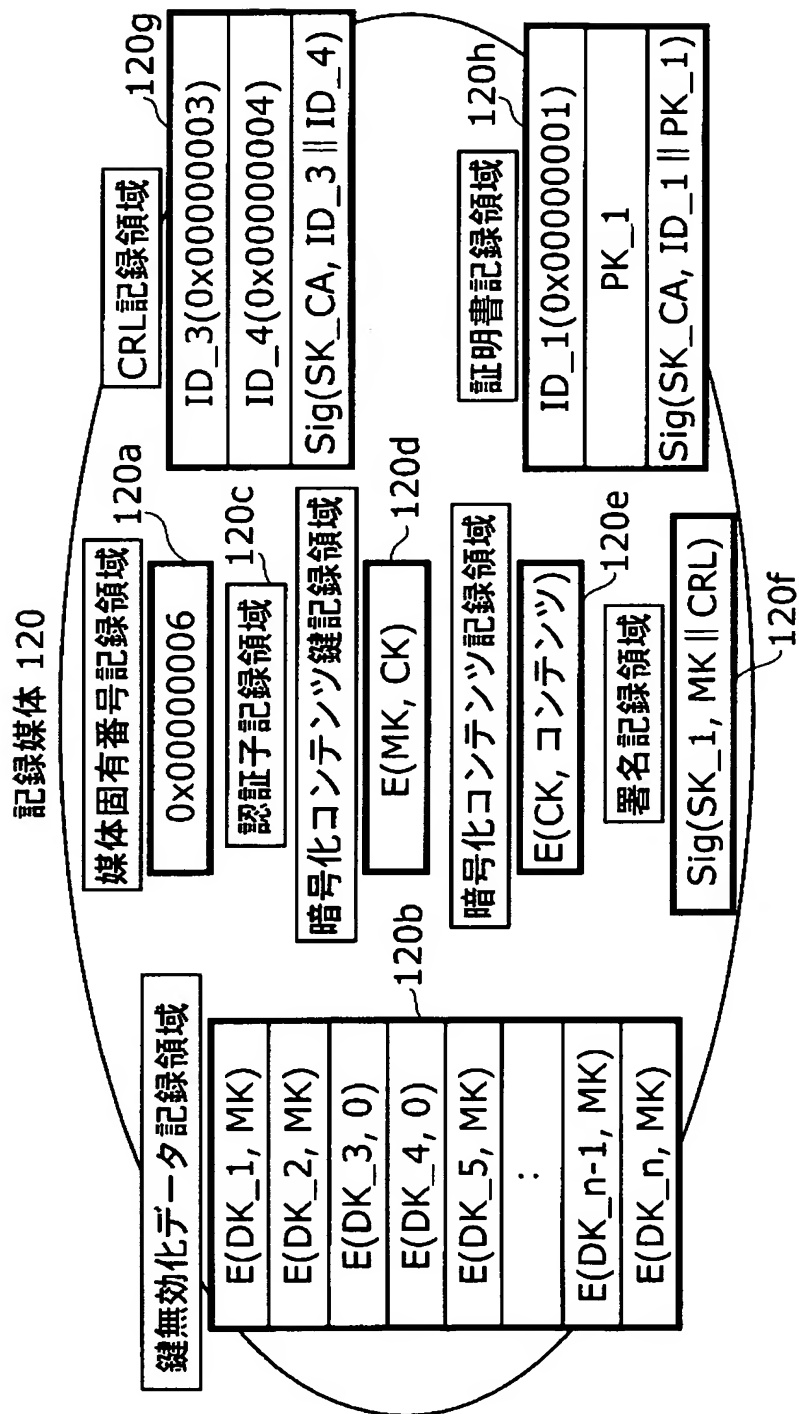 記録媒体 120
鍵無効化データ記録領域
120b
E(DK_1, MK)
E(DK_2, MK)
E(DK_3, 0)
E(DK_4, 0)
E(DK_5, MK)
:
E(DK_n-1, MK)
E(DK_n, MK)
媒体固有番号記録領域
120a
0x00000006
認証子記録領域
120c
暗号化コンテンツ鍵記録領域
120d
E(MK, CK)
暗号化コンテンツ記録領域
E(CK, コンテンツ)
120e
署名記録領域
Sig(SK_1, MK || CRL)
120f
CRL記録領域
120g
ID_3(0x00000003)
ID_4(0x00000004)
Sig(SK_CA, ID_3 || ID_4)
証明書記録領域
120h
ID_1(0x00000001)
PK_1
Sig(SK_CA, ID_1 || PK_1)